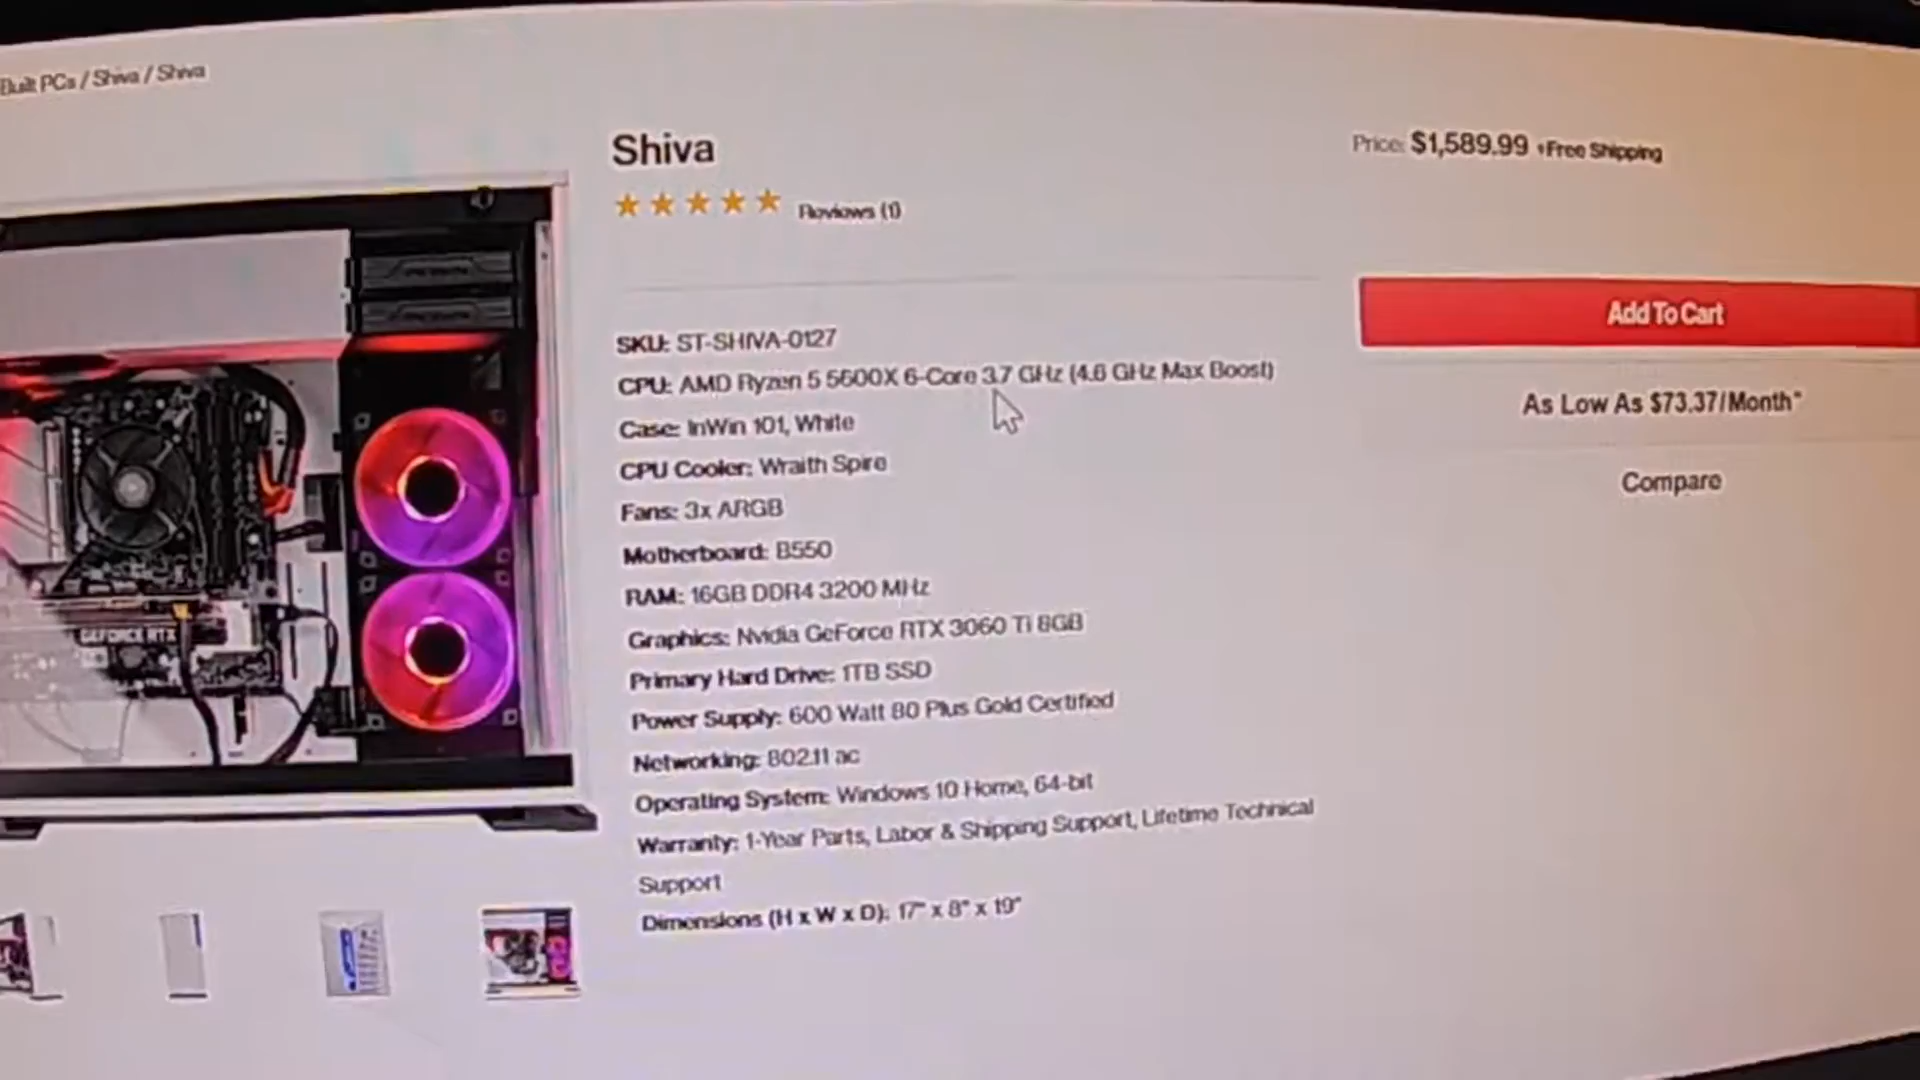 Built PCs / Shiva / Shiva
Shiva
Reviews (1)
Price: $1,589.99 +Free Shipping
Add To Cart
As Low As $73.37/Month*
Compare
SKU: ST-SHIVA-0127
CPU: AMD Ryzen 5 5600X 6-Core 3.7 GHz (4.6 GHz Max Boost)
Case: InWin 101, White
CPU Cooler: Wraith Spire
Fans: 3x ARGB
Motherboard: B550
RAM: 16GB DDR4 3200 MHz
Graphics: Nvidia GeForce RTX 3060 Ti 8GB
Primary Hard Drive: 1TB SSD
Power Supply: 600 Watt 80 Plus Gold Certified
Networking: 802.11 ac
Operating System: Windows 10 Home, 64-bit
Warranty: 1-Year Parts, Labor & Shipping Support, Lifetime Technical
Support
Dimensions (H x W x D): 17" x 8" x 19"
GEFORCE RTX